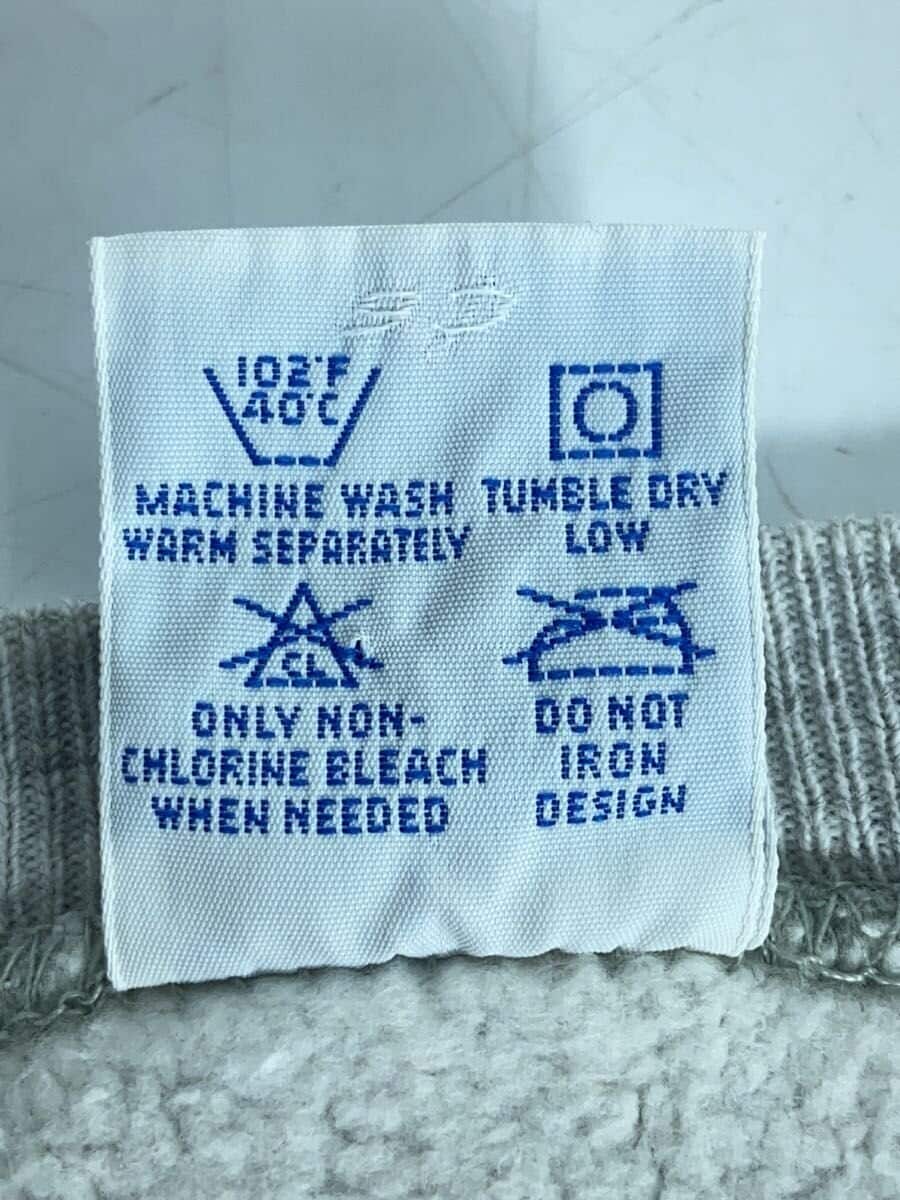 102°F
40°C
MACHINE WASH
WARM SEPARATELY
TUMBLE DRY
LOW
CL
ONLY NON-
CHLORINE BLEACH
WHEN NEEDED
DO NOT
IRON
DESIGN